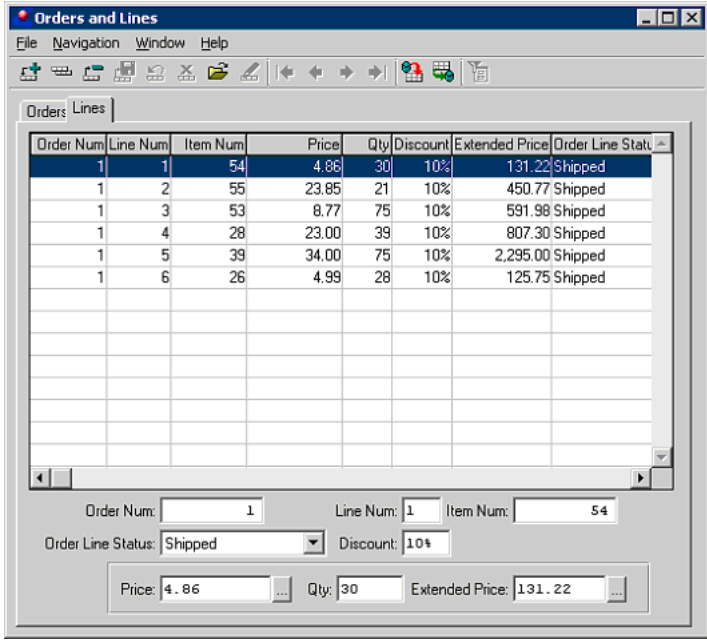 Orders and Lines
File Navigation Window Help
Orders Lines
Order Num Line Num Item Num Price Qty Discount Extended Price Order Line Statu
1 1 54 4.86 30 10% 131.22 Shipped
1 2 55 23.85 21 10% 450.77 Shipped
1 3 53 8.77 75 10% 591.98 Shipped
1 4 28 23.00 39 10% 807.30 Shipped
1 5 39 34.00 75 10% 2,295.00 Shipped
1 6 26 4.99 28 10% 125.75 Shipped
Order Num: 1 Line Num: 1 Item Num: 54
Order Line Status: Shipped Discount: 10%
Price: 4.86 ... Qty: 30 Extended Price: 131.22 ...